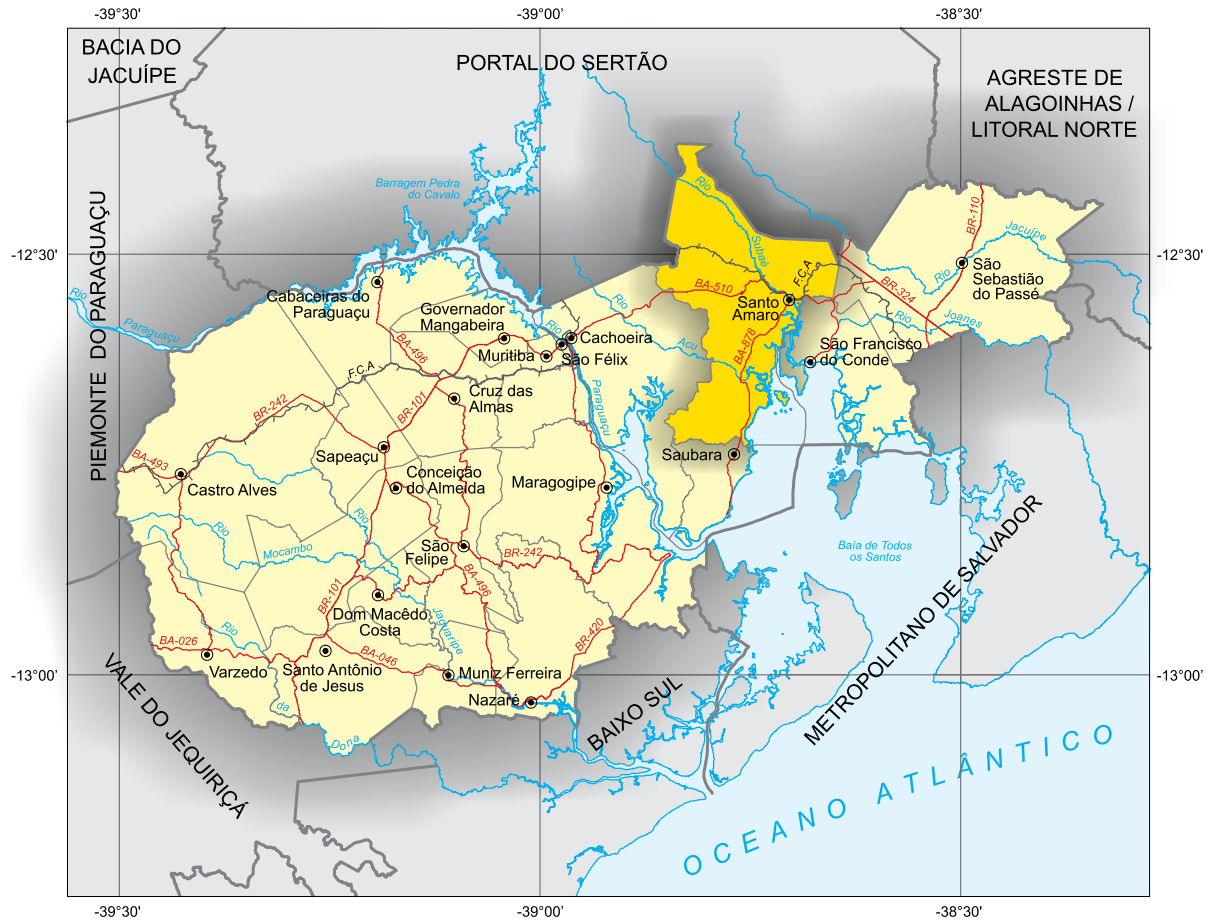 -39°30'
-39°00'
-38°30'
BACIA DO
JACUÍPE
PORTAL DO SERTÃO
AGRESTE DE
ALAGOINHAS /
LITORAL NORTE
Barragem Pedra
do Cavalo
Rio
Subaé
BR-110
Jacuípe
Rio
-12°30'
-12°30'
PIEMONTE DO PARAGUAÇU
Cabaceiras do
Paraguaçu
São
Sebastião
do Passé
F.C.A
BR-324
BA-510
Santo
Amaro
Rio
Paraguaçu
Governador
Mangabeira
Rio
Acu
Rio
Joanes
Rio
Cachoeira
Muritiba
São Félix
BA-496
BA-878
São Francisco
do Conde
F.C.A
Paraguaçu
Cruz das
Almas
BR-242
BR-101
Sapeaçu
Saubara
BA-493
Castro Alves
Conceição
do Almeida
Maragogipe
Rio
Rio
Mocambo
São
Felipe
BR-242
Baía de Todos
os Santos
BR-101
BA-496
Dom Macêdo
Costa
Jaguaripe
METROPOLITANO DE SALVADOR
Rio
BA-026
BR-420
Varzedo
Santo Antônio
de Jesus
BA-046
Muniz Ferreira
Nazaré
-13°00'
-13°00'
da
Dona
VALE DO JEQUIRIÇÁ
BAIXO SUL
OCEANO ATLÂNTICO
-39°30'
-39°00'
-38°30'